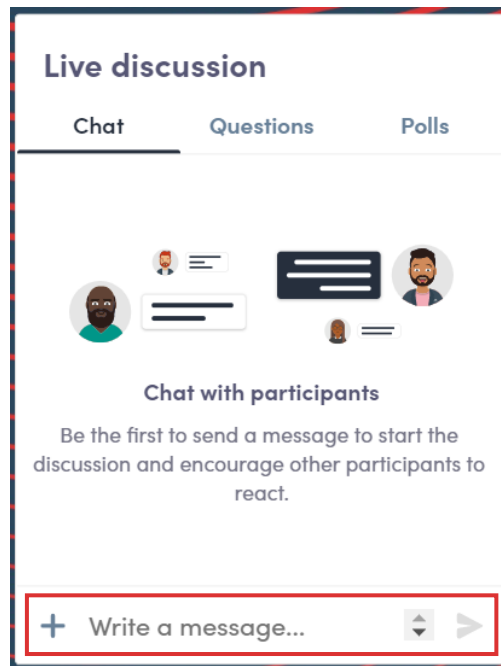 Live discussion
Chat Questions Polls
Chat with participants
Be the first to send a message to start the
discussion and encourage other participants to
react.
Write a message...